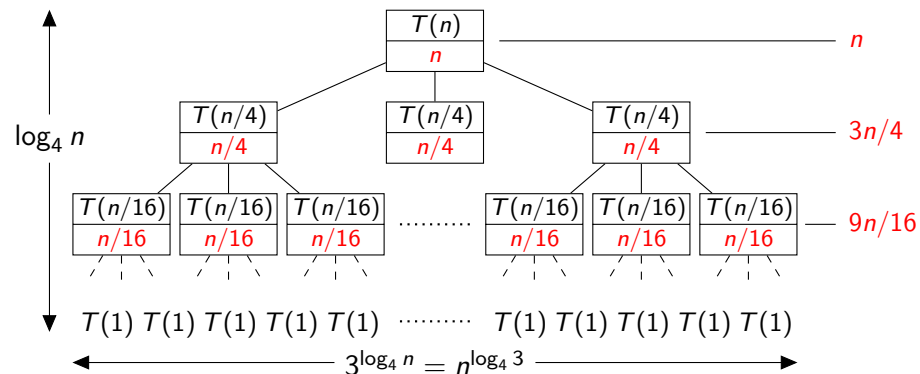 T(n)
n
n
T(n/4) T(n/4) T(n/4)
log₄ n
n/4 n/4 n/4
3n/4
T(n/16) T(n/16) T(n/16) ⋯⋯⋯ T(n/16) T(n/16) T(n/16)
n/16 n/16 n/16 n/16 n/16 n/16
9n/16
T(1) T(1) T(1) T(1) T(1) ⋯⋯⋯ T(1) T(1) T(1) T(1) T(1)
3^{log₄ n} = n^{log₄ 3}